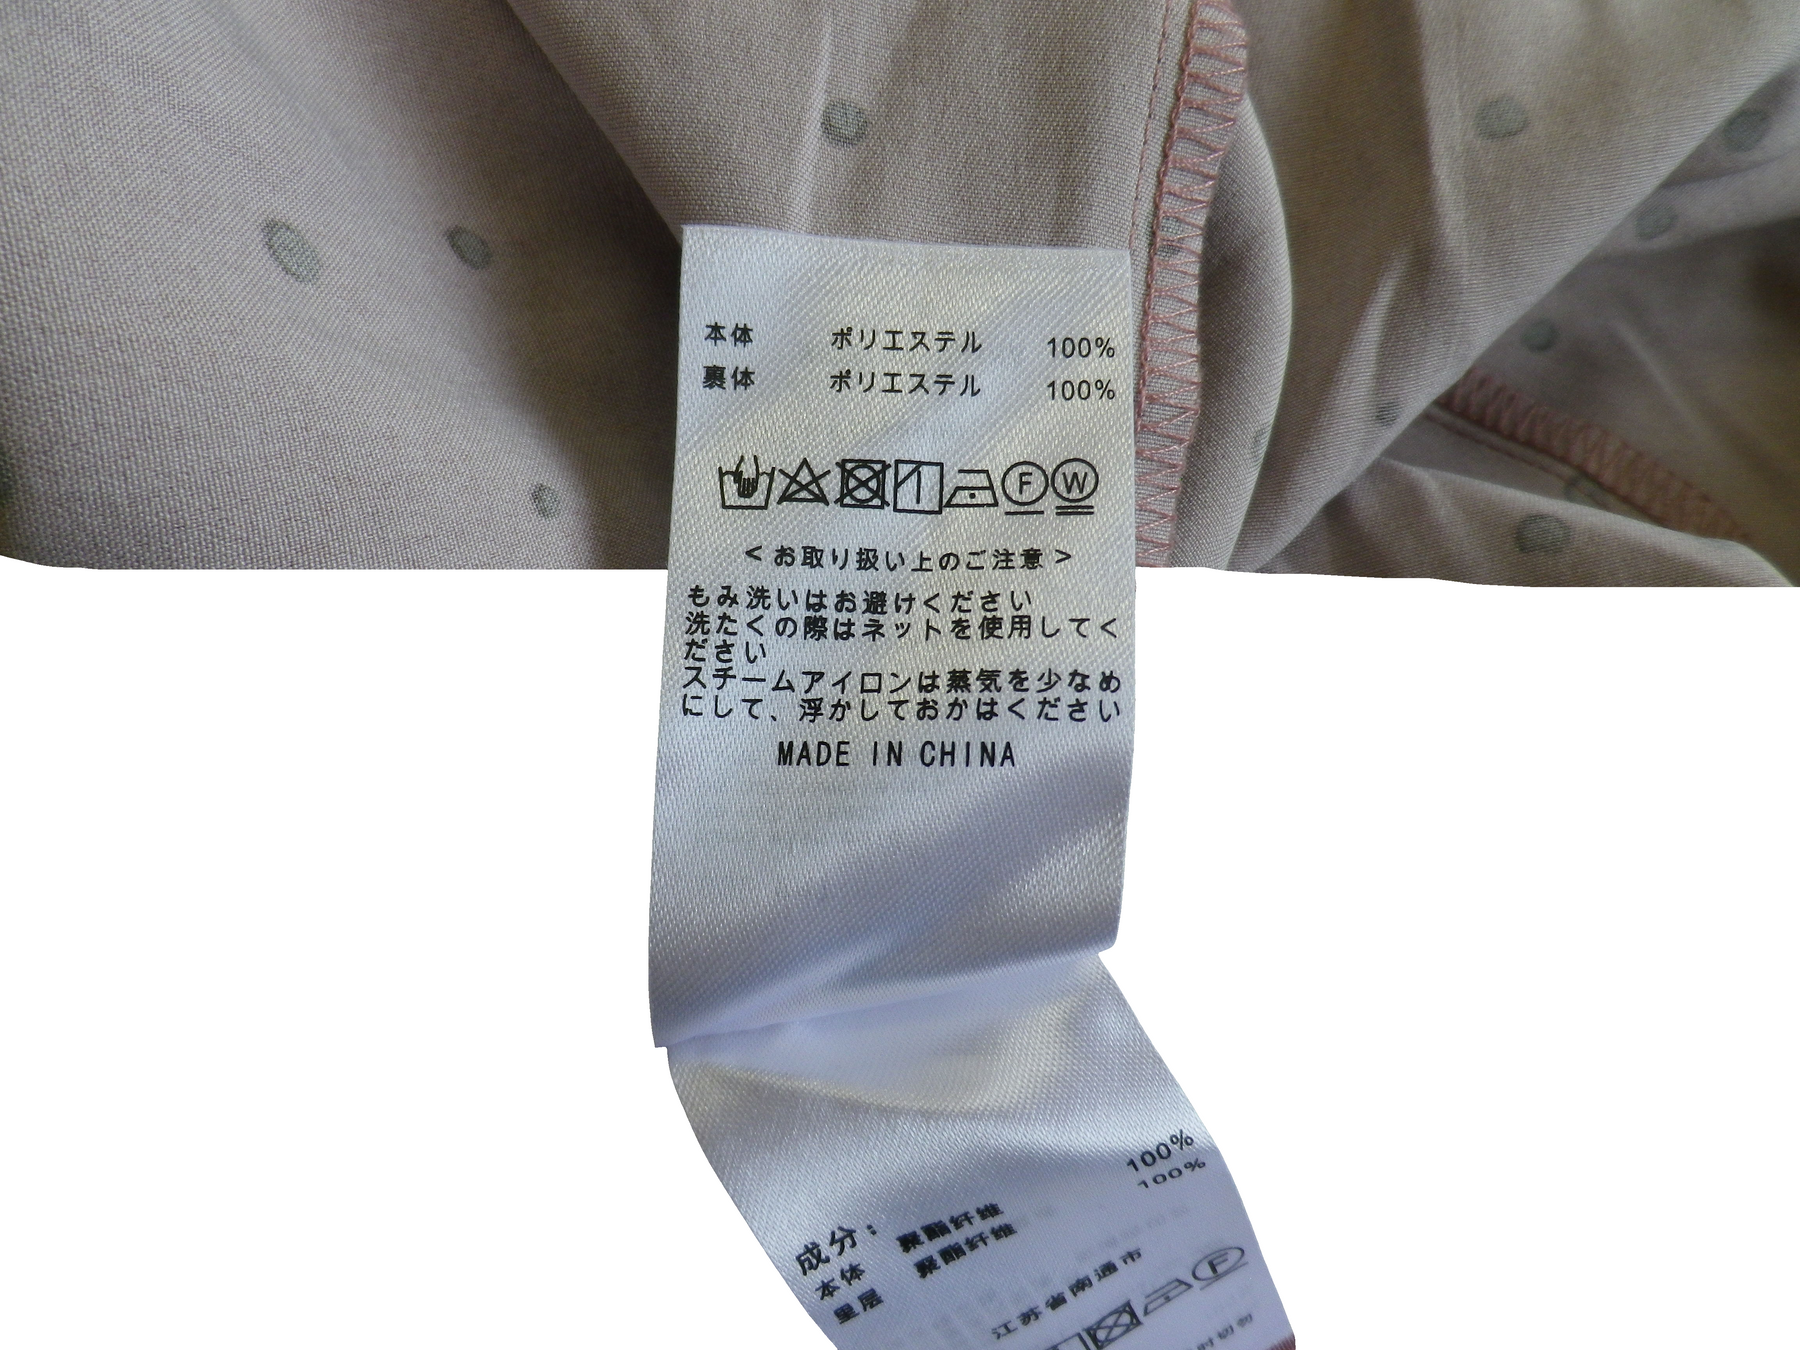 本体 ポリエステル 100%
裏体 ポリエステル 100%
F W
<お取り扱い上のご注意>
もみ洗いはお避けください
洗たくの際はネットを使用してく
ださい
スチームアイロンは蒸気を少なめ
にして、浮かしておかはください
MADE IN CHINA
成分:
本体 聚酯纤维 100%
里层 聚酯纤维 100%
江苏省南通市
F